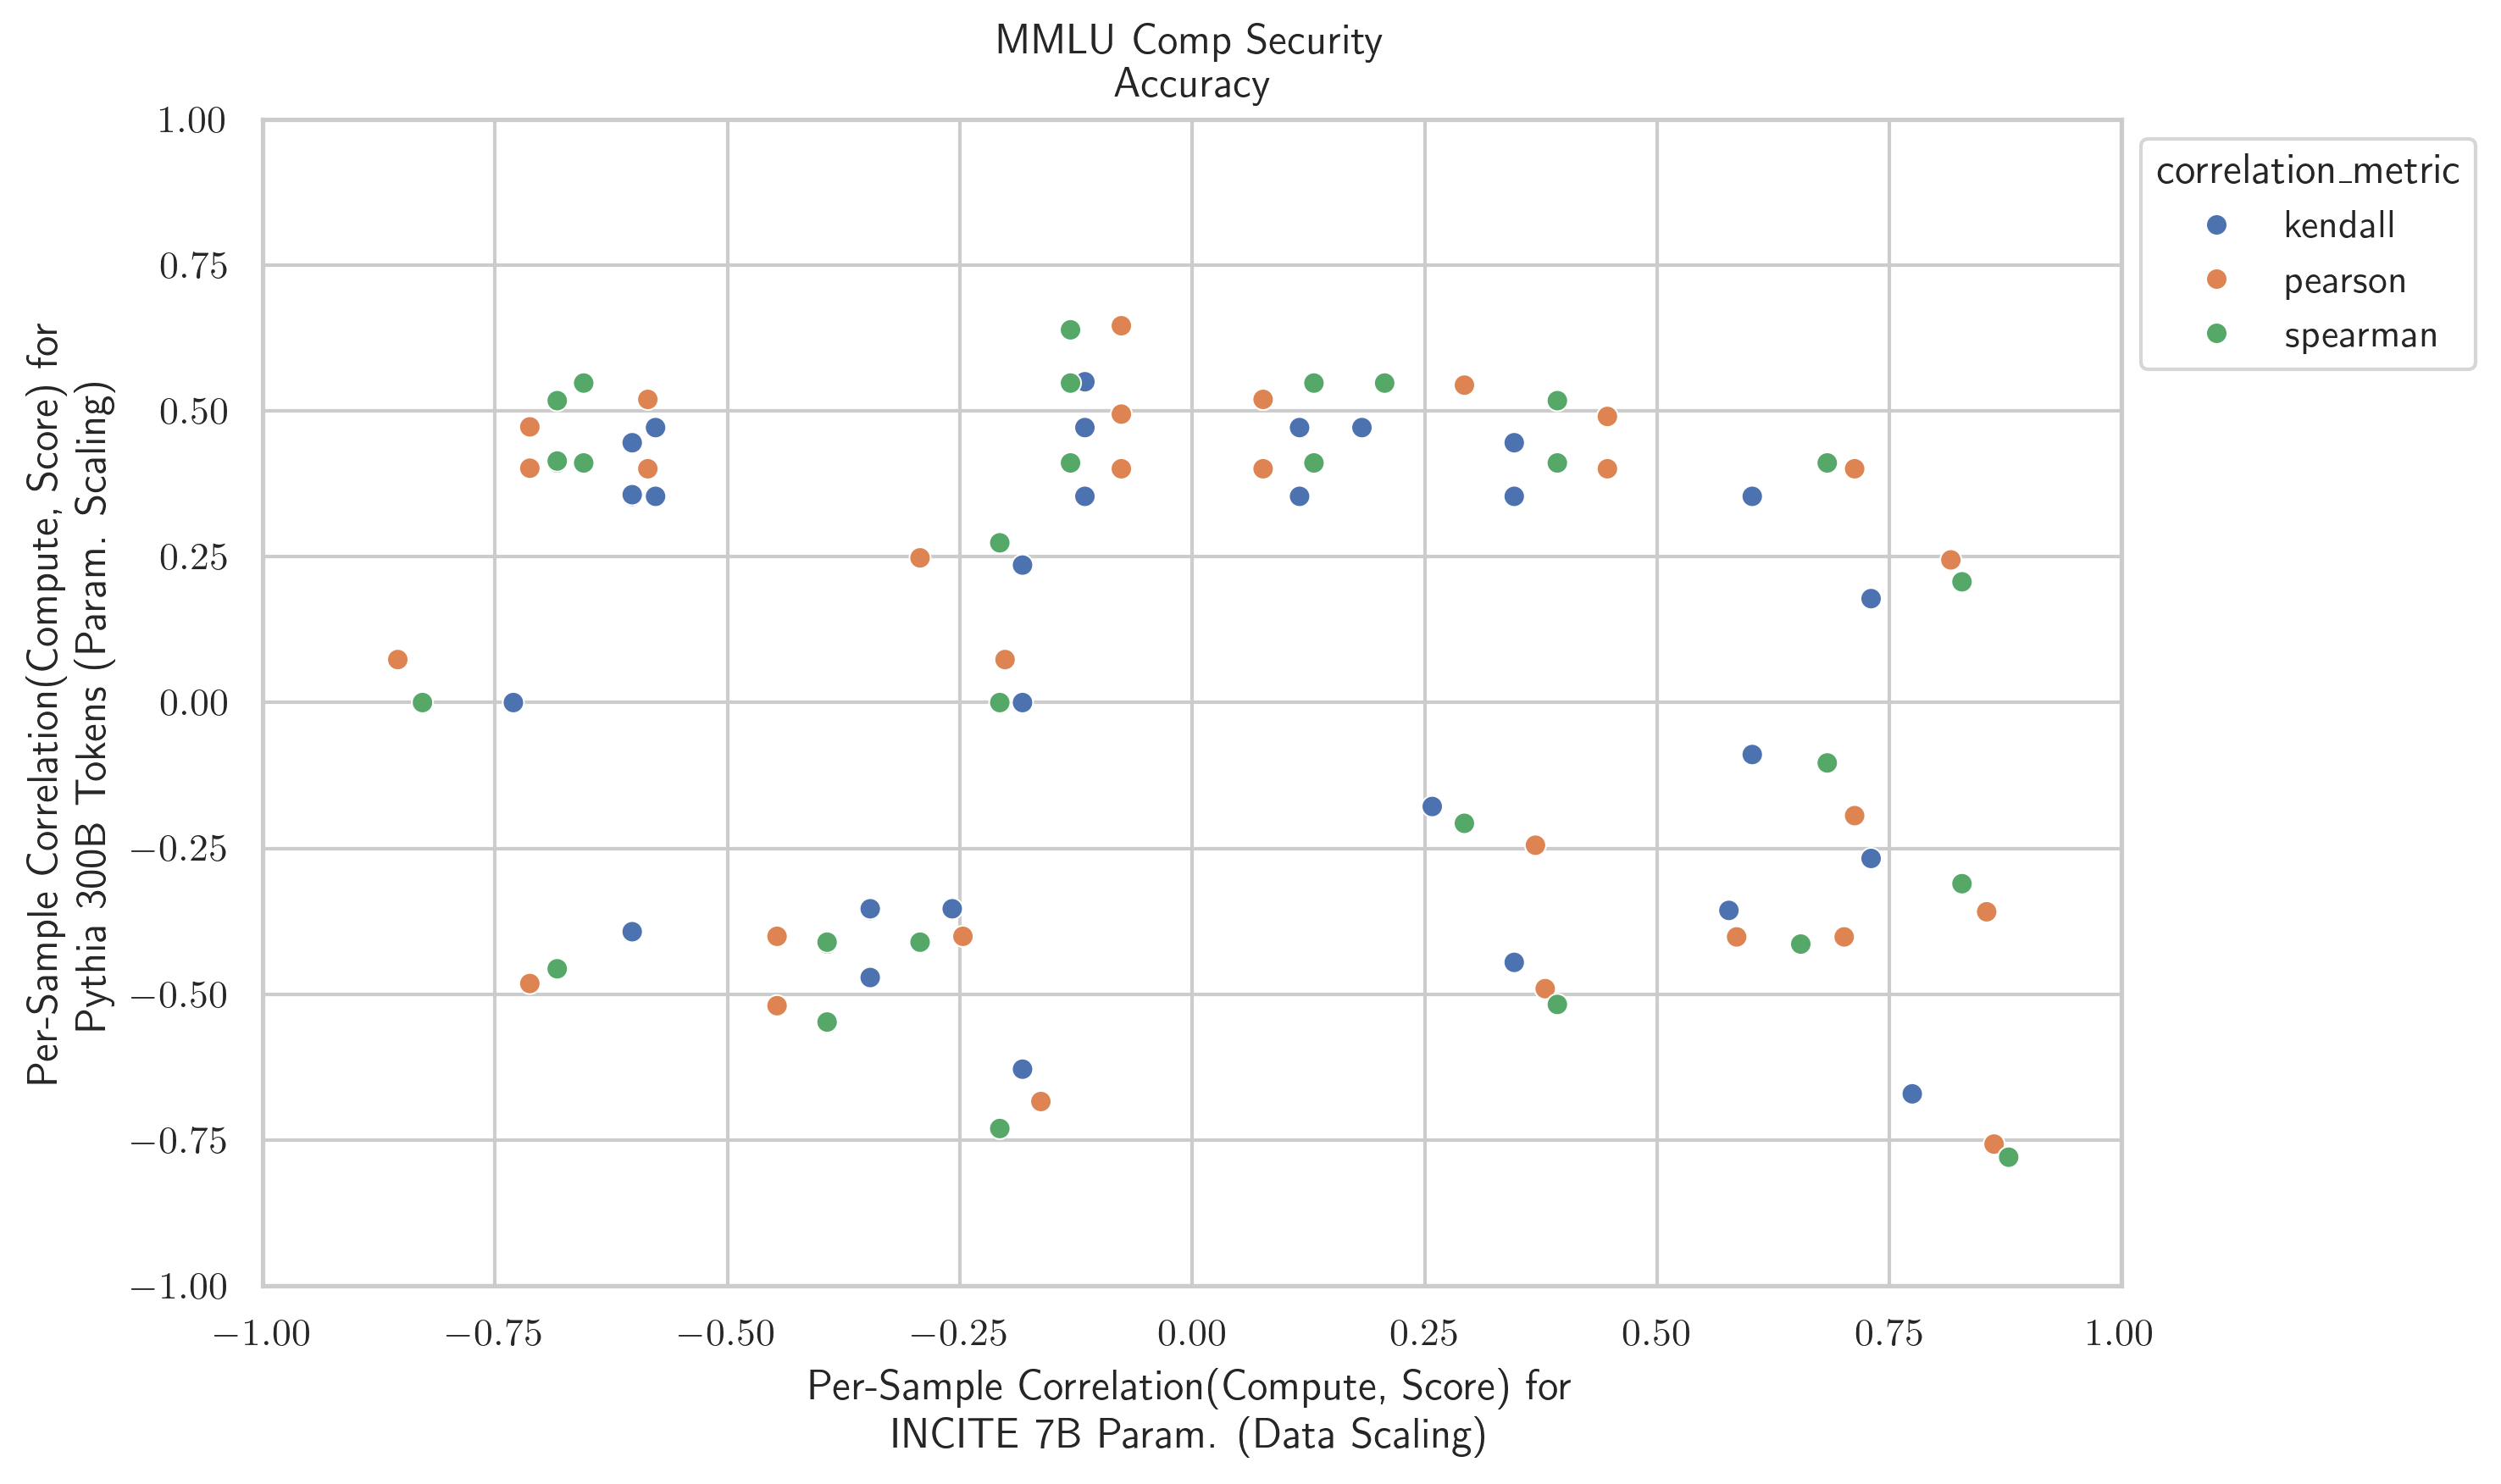 MMLU Comp Security
Accuracy
1.00
0.75
0.50
0.25
0.00
−0.25
−0.50
−0.75
−1.00
Per-Sample Correlation(Compute, Score) for
Pythia 300B Tokens (Param. Scaling)
−1.00
−0.75
−0.50
−0.25
0.00
0.25
0.50
0.75
1.00
Per-Sample Correlation(Compute, Score) for
INCITE 7B Param. (Data Scaling)
correlation_metric
kendall
pearson
spearman